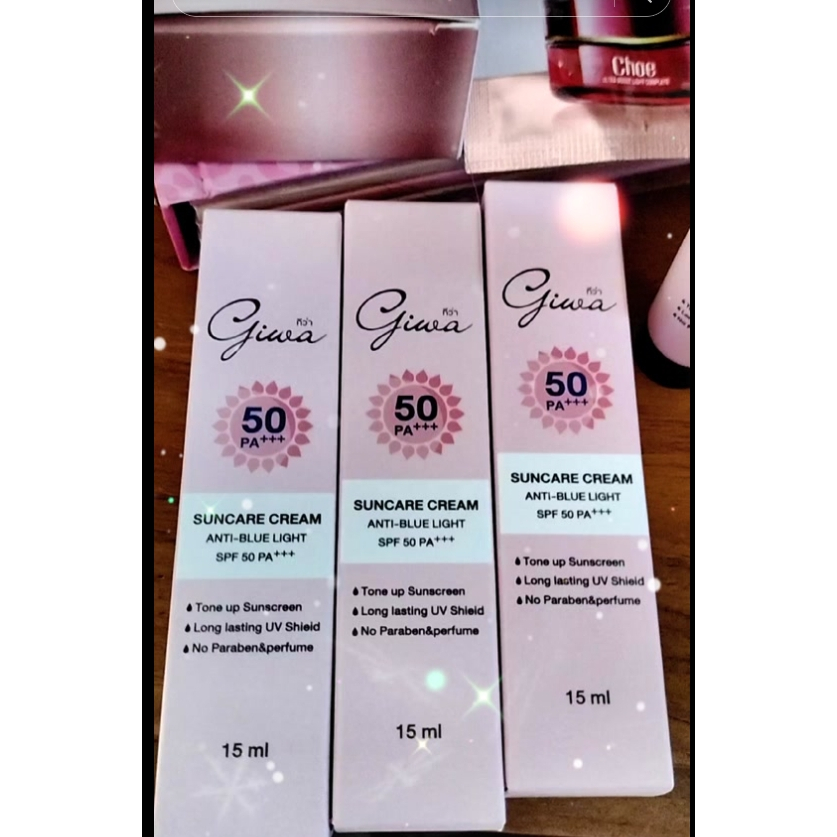 Choe
กีว่า
Giwa
50
PA+++
SUNCARE CREAM
ANTI-BLUE LIGHT
SPF 50 PA+++
Tone up Sunscreen
Long lasting UV Shield
No Paraben&perfume
15 ml
กีว่า
Giwa
50
PA+++
SUNCARE CREAM
ANTI-BLUE LIGHT
SPF 50 PA+++
Tone up Sunscreen
Long lasting UV Shield
No Paraben&perfume
15 ml
กีว่า
Giwa
50
PA+++
SUNCARE CREAM
ANTI-BLUE LIGHT
SPF 50 PA+++
Tone up Sunscreen
Long lasting UV Shield
No Paraben&perfume
15 ml